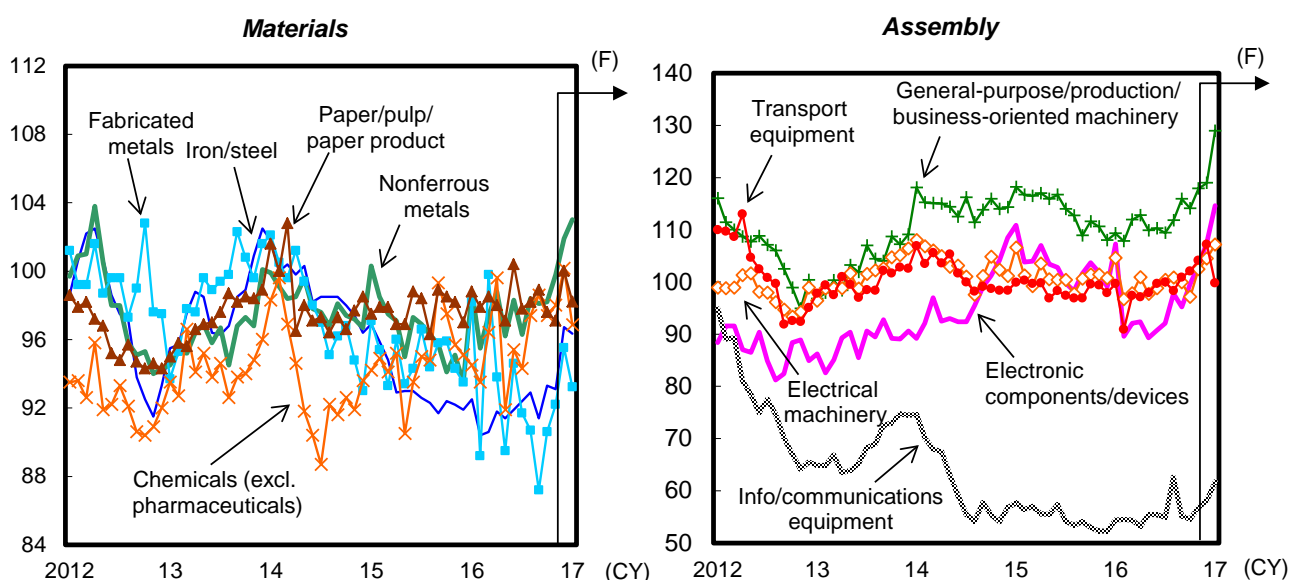 Materials
(F)
112
108
104
100
96
92
88
84
Fabricated
metals
Iron/steel
Paper/pulp/
paper product
Nonferrous
metals
Chemicals (excl.
pharmaceuticals)
2012 13 14 15 16 17 (CY)
Assembly
(F)
140
130
120
110
100
90
80
70
60
50
Transport
equipment
General-purpose/production/
business-oriented machinery
Electrical
machinery
Electronic
components/devices
Info/communications
equipment
2012 13 14 15 16 17 (CY)